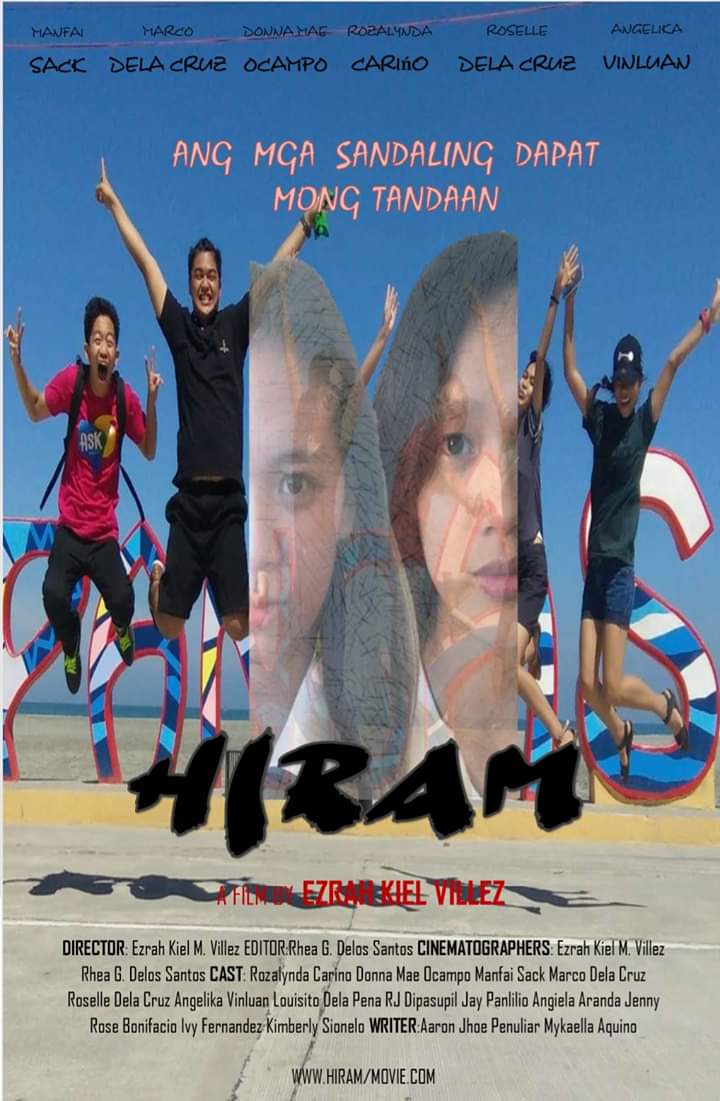 MANFAI MARCO DONNA MAE ROZALYNDA ROSELLE ANGELIKA
SACK DELA CRUZ OCAMPO CARIñO DELA CRUZ VINLUAN
ANG MGA SANDALING DAPAT
MONG TANDAAN
ASK
HIRAM
A FILM BY EZRAH KIEL VILLEZ
DIRECTOR: Ezrah Kiel M. Villez EDITOR:Rhea G. Delos Santos CINEMATOGRAPHERS: Ezrah Kiel M. Villez
Rhea G. Delos Santos CAST: Rozalynda Carino Donna Mae Ocampo Manfai Sack Marco Dela Cruz
Roselle Dela Cruz Angelika Vinluan Louisito Dela Pena RJ Dipasupil Jay Panlilio Angiela Aranda Jenny
Rose Bonifacio Ivy Fernandez Kimberly Sionelo WRITER:Aaron Jhoe Penuliar Mykaella Aquino
WWW.HIRAM/MOVIE.COM